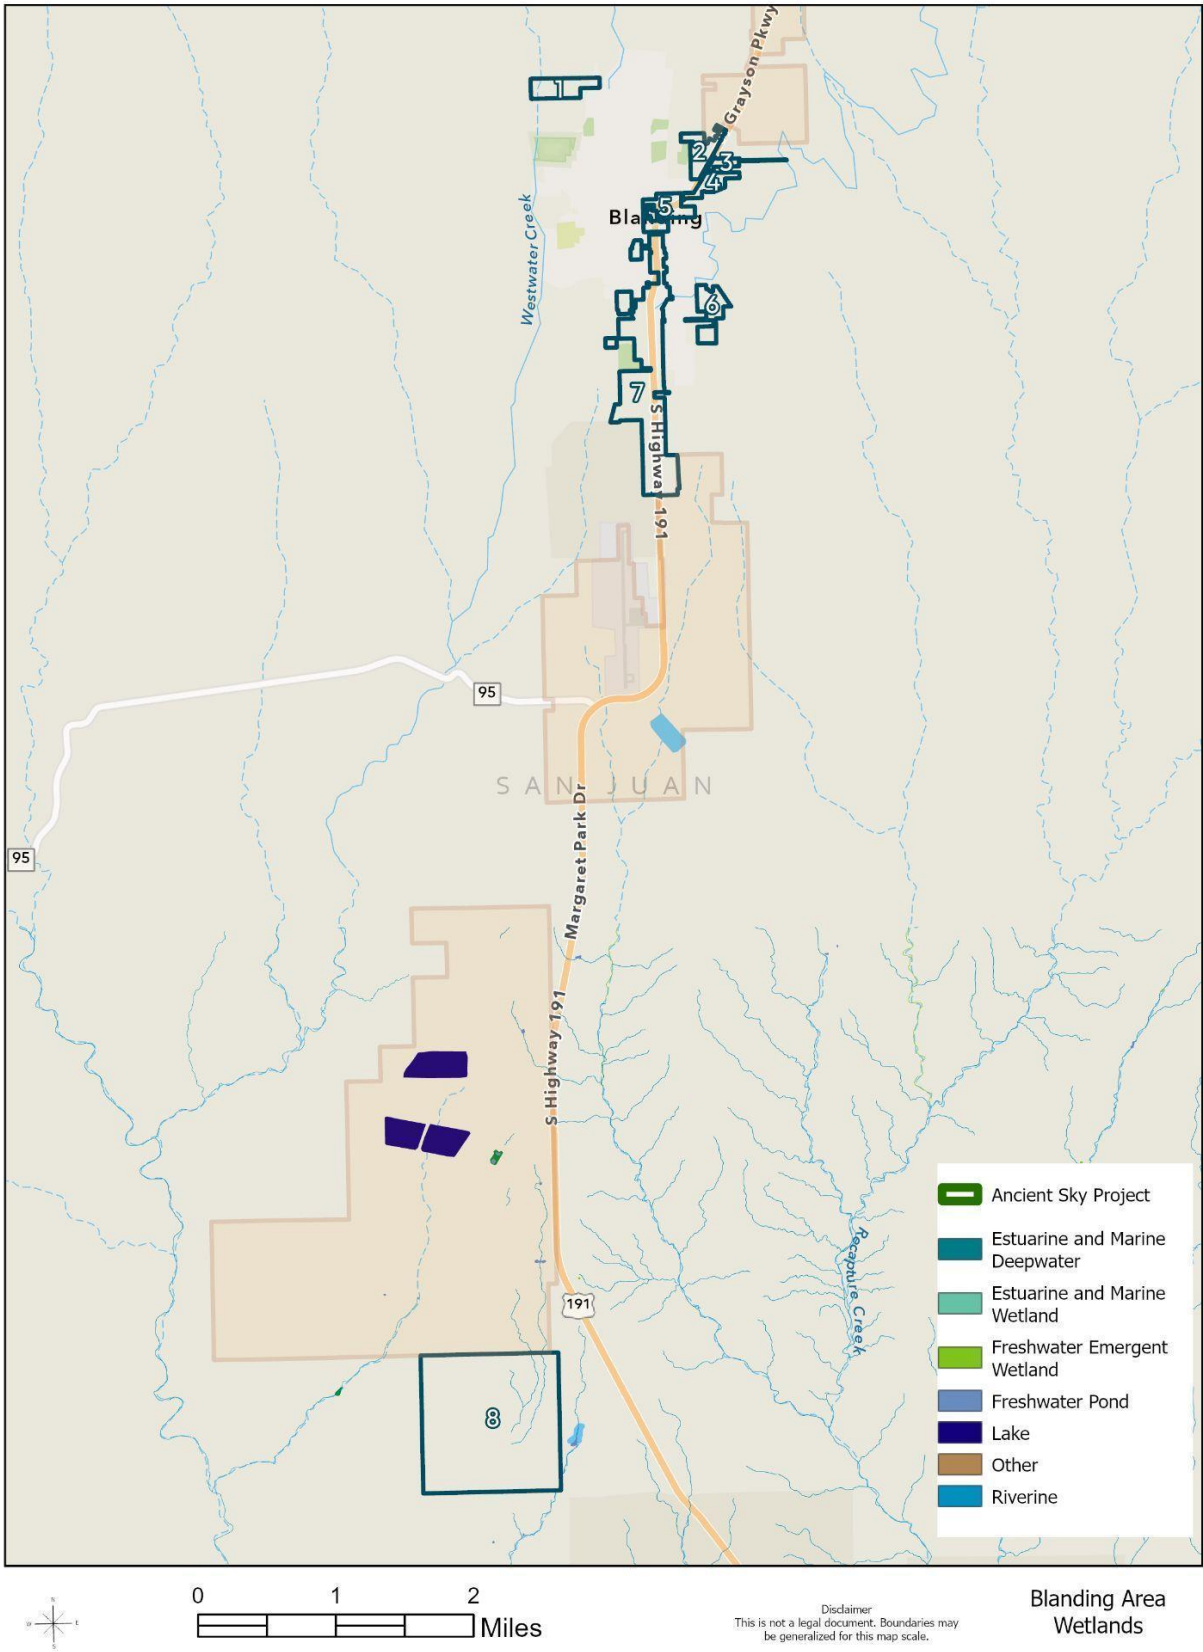 Grayson Pkwy
1
2
3
4
5
Blanding
Westwater Creek
6
7
S Highway 191
95
SAN JUAN
Margaret Park Dr
95
S Highway 191
Recapture Creek
191
8
Ancient Sky Project
Estuarine and Marine
Deepwater
Estuarine and Marine
Wetland
Freshwater Emergent
Wetland
Freshwater Pond
Lake
Other
Riverine
0 1 2
Miles
Disclaimer
This is not a legal document. Boundaries may
be generalized for this map scale.
Blanding Area
Wetlands